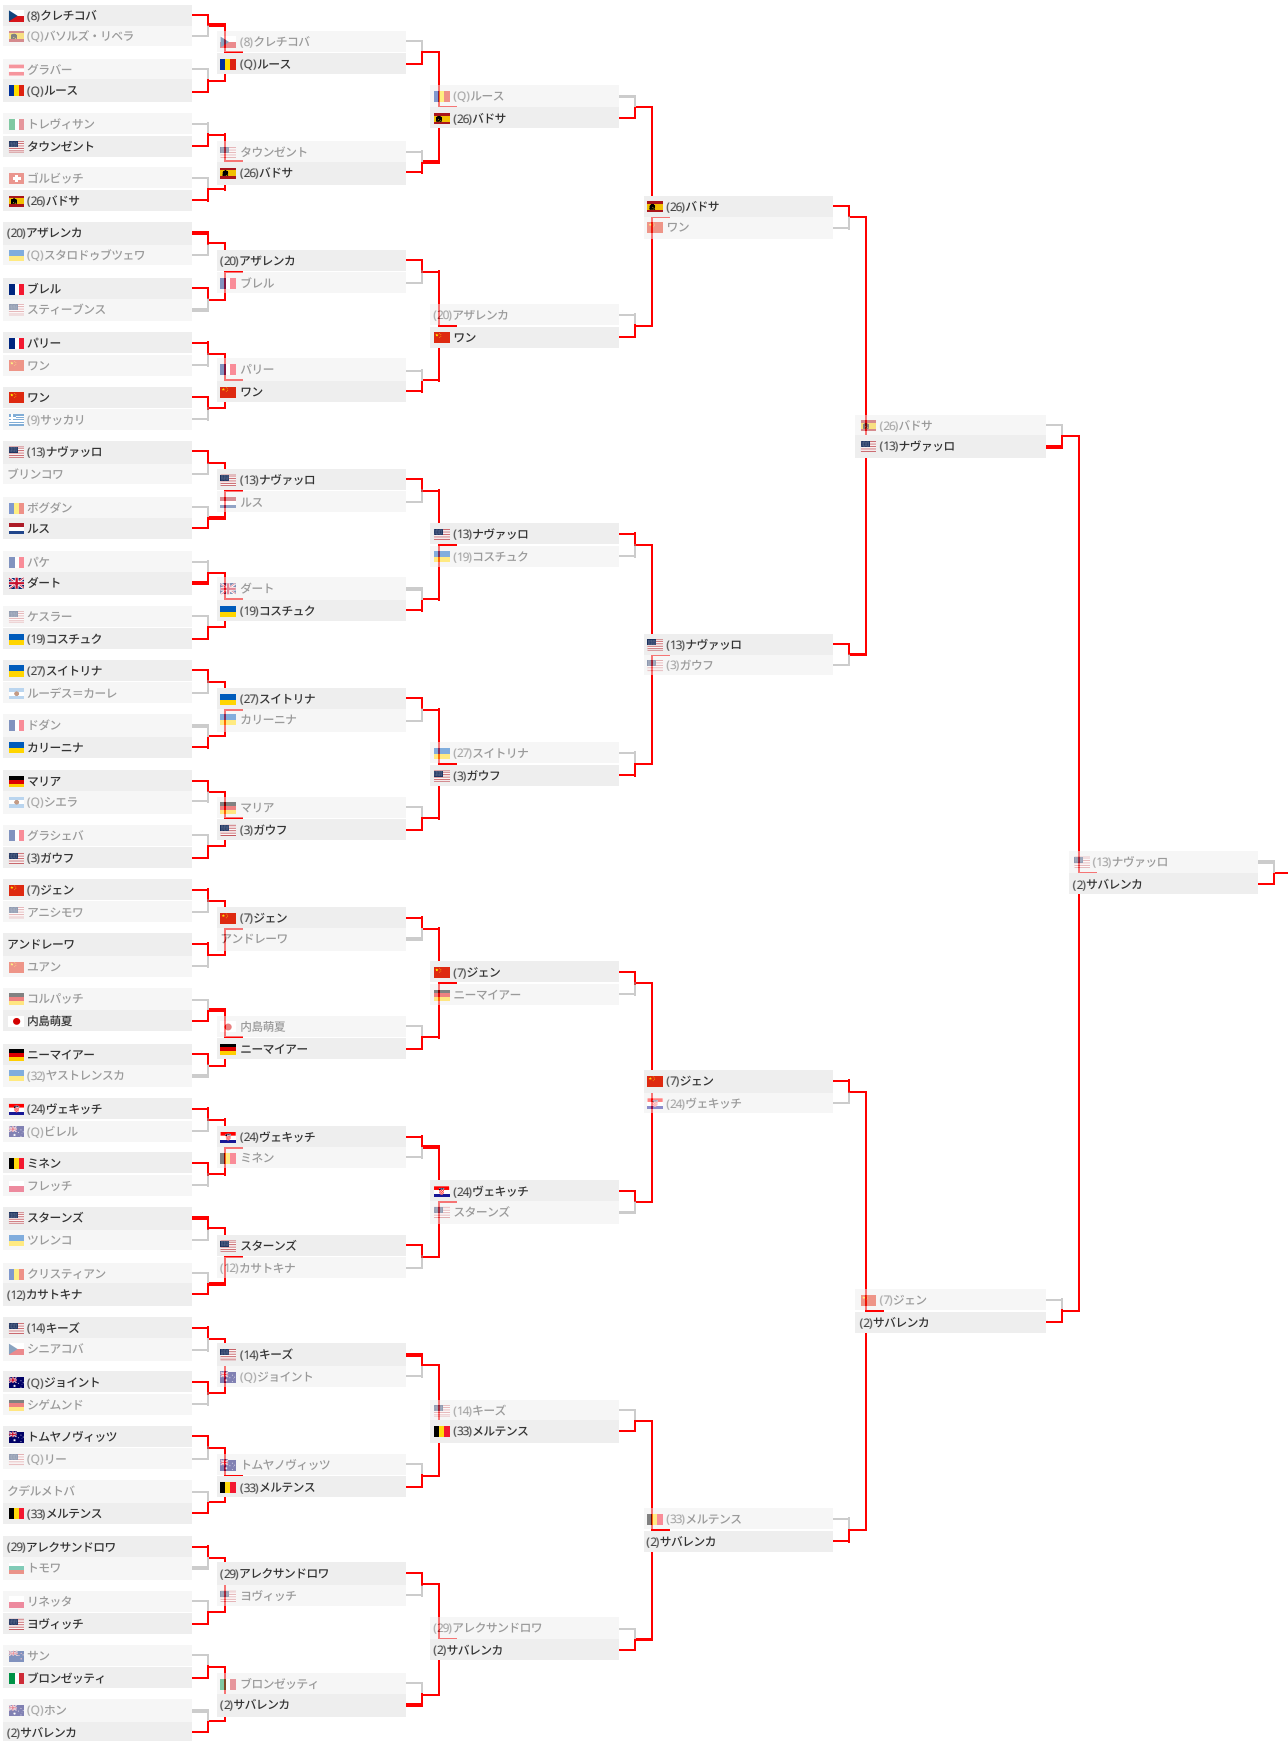 (8)クレチコバ
(Q)バソルズ・リベラ
グラバー
(Q)ルース
トレヴィサン
タウンゼント
ゴルビッチ
(26)バドサ
(20)アザレンカ
(Q)スタロドゥブツェワ
ブレル
スティーブンス
パリー
ワン
ワン
(9)サッカリ
(13)ナヴァッロ
ブリンコワ
ボグダン
ルス
パケ
ダート
ケスラー
(19)コスチュク
(27)スイトリナ
ルーデス＝カーレ
ドダン
カリーニナ
マリア
(Q)シエラ
グラシェバ
(3)ガウフ
(7)ジェン
アニシモワ
アンドレーワ
ユアン
コルパッチ
内島萌夏
ニーマイアー
(32)ヤストレンスカ
(24)ヴェキッチ
(Q)ビレル
ミネン
フレッチ
スターンズ
ツレンコ
クリスティアン
(12)カサトキナ
(14)キーズ
シニアコバ
(Q)ジョイント
シゲムンド
トムヤノヴィッツ
(Q)リー
クデルメトバ
(33)メルテンス
(29)アレクサンドロワ
トモワ
リネッタ
ヨヴィッチ
サン
ブロンゼッティ
(Q)ホン
(2)サバレンカ
(8)クレチコバ
(Q)ルース
タウンゼント
(26)バドサ
(20)アザレンカ
ブレル
パリー
ワン
(13)ナヴァッロ
ルス
ダート
(19)コスチュク
(27)スイトリナ
カリーニナ
マリア
(3)ガウフ
(7)ジェン
アンドレーワ
内島萌夏
ニーマイアー
(24)ヴェキッチ
ミネン
スターンズ
(12)カサトキナ
(14)キーズ
(Q)ジョイント
トムヤノヴィッツ
(33)メルテンス
(29)アレクサンドロワ
ヨヴィッチ
ブロンゼッティ
(2)サバレンカ
(Q)ルース
(26)バドサ
(20)アザレンカ
ワン
(13)ナヴァッロ
(19)コスチュク
(27)スイトリナ
(3)ガウフ
(7)ジェン
ニーマイアー
(24)ヴェキッチ
スターンズ
(14)キーズ
(33)メルテンス
(29)アレクサンドロワ
(2)サバレンカ
(26)バドサ
ワン
(13)ナヴァッロ
(3)ガウフ
(7)ジェン
(24)ヴェキッチ
(33)メルテンス
(2)サバレンカ
(26)バドサ
(13)ナヴァッロ
(7)ジェン
(2)サバレンカ
(13)ナヴァッロ
(2)サバレンカ